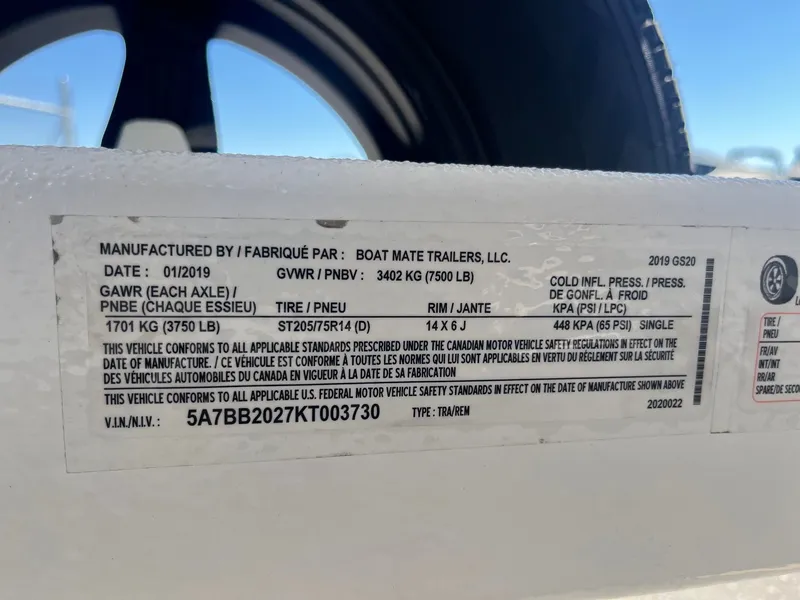 MANUFACTURED BY / FABRIQUÉ PAR : BOAT MATE TRAILERS, LLC.
2019 GS20
DATE : 01/2019 GVWR / PNBV : 3402 KG (7500 LB)
GAWR (EACH AXLE) / COLD INFL. PRESS. / PRESS.
DE GONFL. À FROID
PNBE (CHAQUE ESSIEU) TIRE / PNEU RIM / JANTE KPA (PSI / LPC)
1701 KG (3750 LB) ST205/75R14 (D) 14 X 6 J 448 KPA (65 PSI) SINGLE
THIS VEHICLE CONFORMS TO ALL APPLICABLE STANDARDS PRESCRIBED UNDER THE CANADIAN MOTOR VEHICLE SAFETY REGULATIONS IN EFFECT ON THE
DATE OF MANUFACTURE. / CE VÉHICULE EST CONFORME À TOUTES LES NORMES QUI LUI SONT APPLICABLES EN VERTU DU RÈGLEMENT SUR LA SÉCURITÉ
DES VÉHICULES AUTOMOBILES DU CANADA EN VIGUEUR À LA DATE DE SA FABRICATION
THIS VEHICLE CONFORMS TO ALL APPLICABLE U.S. FEDERAL MOTOR VEHICLE SAFETY STANDARDS IN EFFECT ON THE DATE OF MANUFACTURE SHOWN ABOVE
V.I.N./N.I.V. : 5A7BB2027KT003730 TYPE : TRA/REM 2020022
TIRE /
PNEU
FR/AV
INT/INT
RR/AR
SPARE/DE